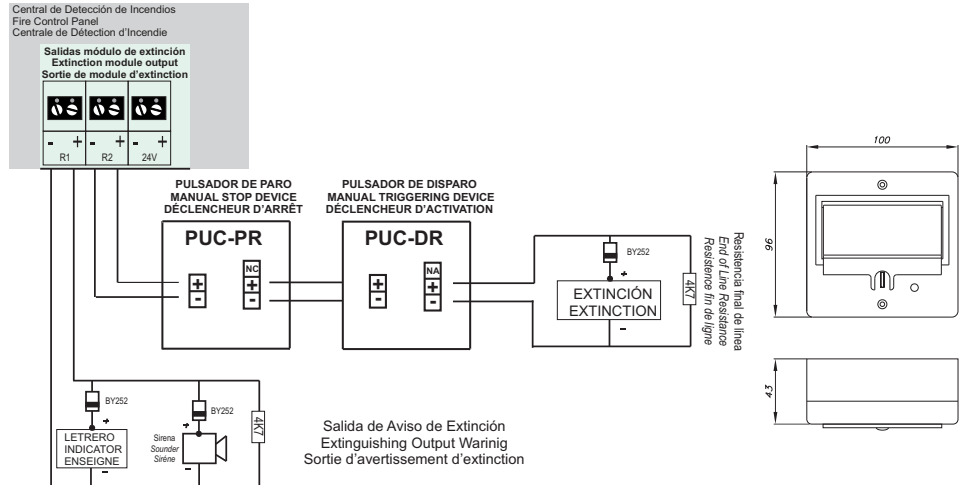 Central de Detección de Incendios
Fire Control Panel
Centrale de Détection d'Incendie
Salidas módulo de extinción
Extinction module output
Sortie de module d'extinction
- + - + - +
R1 R2 24V
PULSADOR DE PARO
MANUAL STOP DEVICE
DÉCLENCHEUR D'ARRÊT
PUC-PR
+
-
NC
+
-
PULSADOR DE DISPARO
MANUAL TRIGGERING DEVICE
DÉCLENCHEUR D'ACTIVATION
PUC-DR
+
-
NA
+
-
BY252
+
EXTINCIÓN
EXTINCTION
-
4K7
Resistencia final de línea
End of Line Resistance
Resistence fin de ligne
100
96
43
BY252
+
LETRERO
INDICATOR
ENSEIGNE
-
BY252
+
Sirena
Sounder
Sirène
-
4K7
Salida de Aviso de Extinción
Extinguishing Output Warinig
Sortie d'avertissement d'extinction